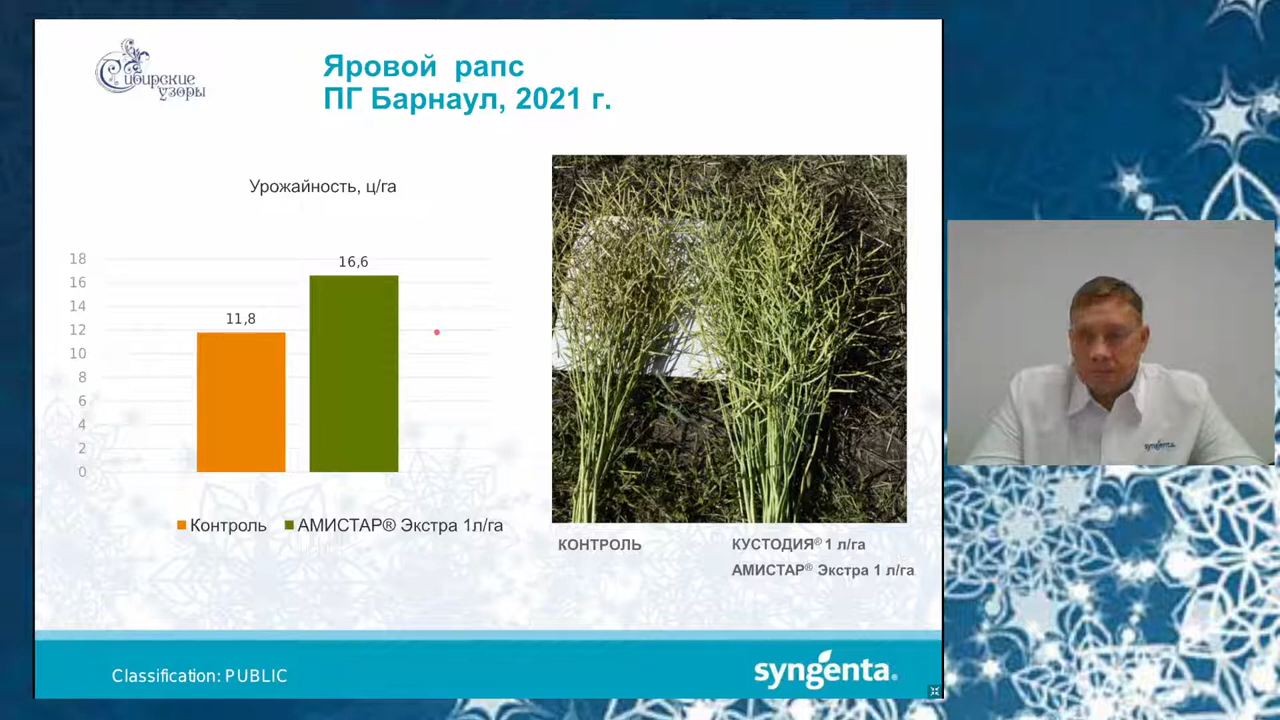 Сибирские
узоры
Яровой рапс
ПГ Барнаул, 2021 г.
Урожайность, ц/га
18
16
14
12
10
8
6
4
2
0
11,8
16,6
Контроль
АМИСТАР® Экстра 1л/га
КОНТРОЛЬ
КУСТОДИЯ® 1 л/га
АМИСТАР® Экстра 1 л/га
Classification: PUBLIC
syngenta®
syngenta